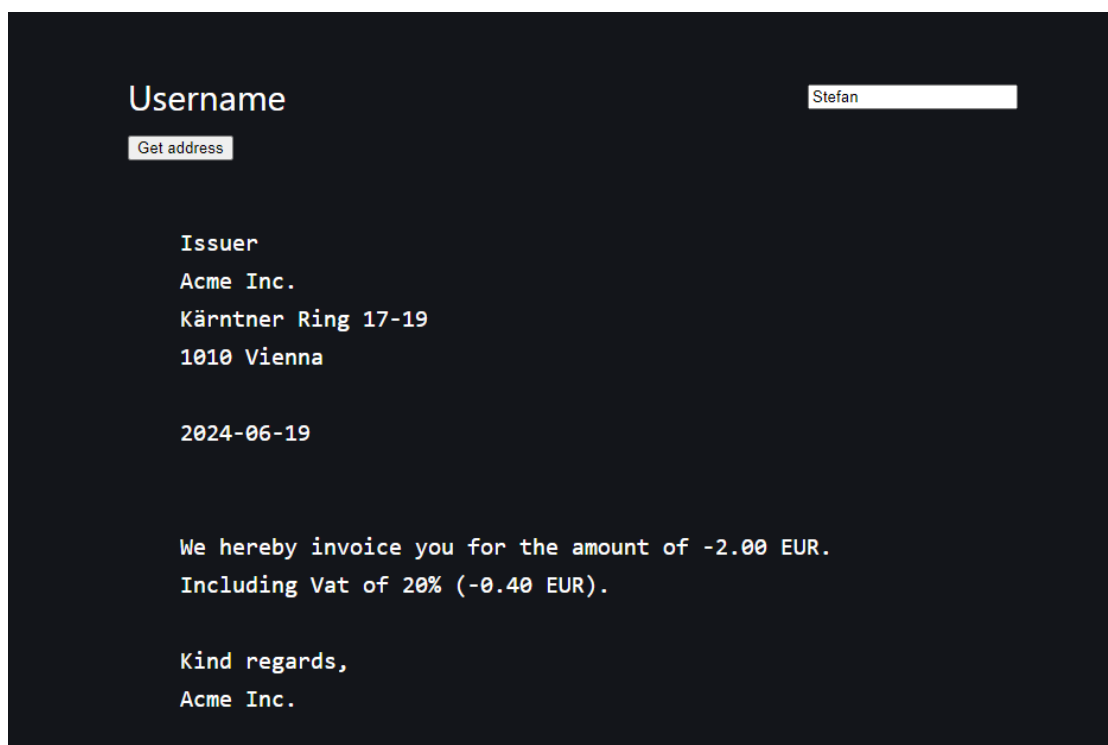 Username
Stefan
Get address
Issuer
Acme Inc.
Kärntner Ring 17-19
1010 Vienna
2024-06-19
We hereby invoice you for the amount of -2.00 EUR.
Including Vat of 20% (-0.40 EUR).
Kind regards,
Acme Inc.